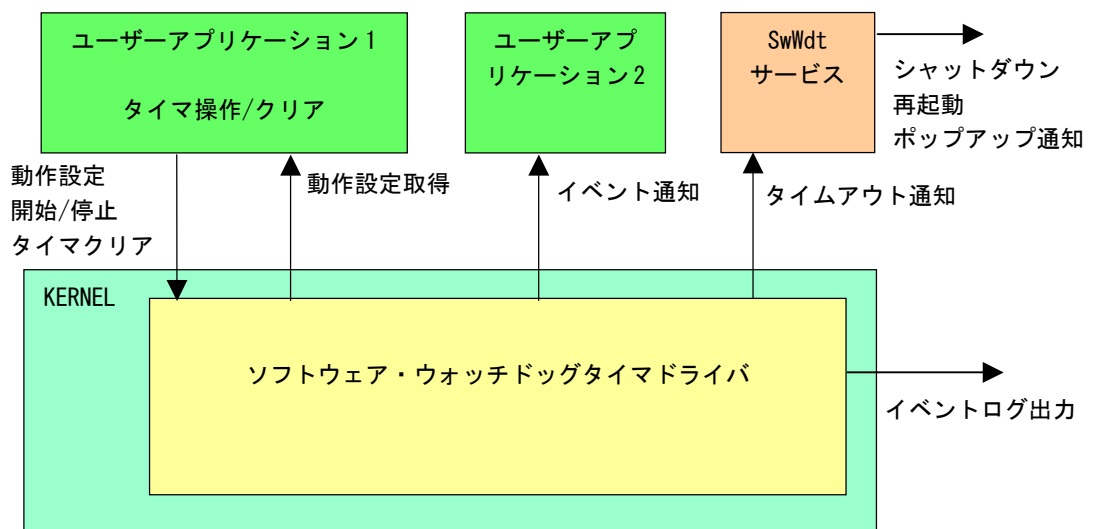 ユーザーアプリケーション1
タイマ操作/クリア
ユーザーアプ
リケーション2
SwWdt
サービス
シャットダウン
再起動
ポップアップ通知
動作設定
開始/停止
タイマクリア
動作設定取得
イベント通知
タイムアウト通知
KERNEL
ソフトウェア・ウォッチドッグタイマドライバ
イベントログ出力